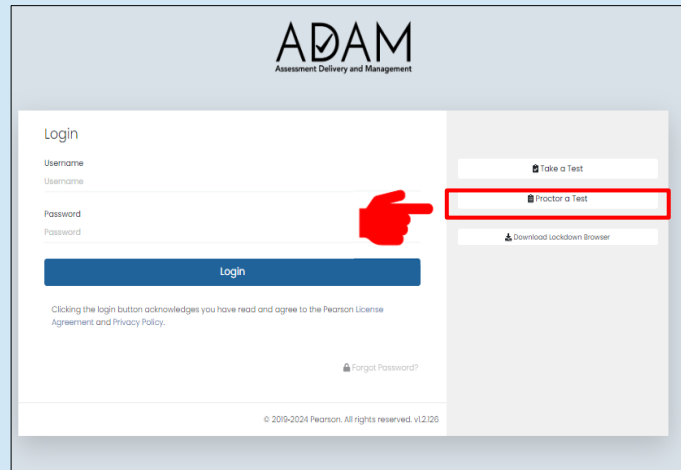 ADAM
Assessment Delivery and Management
Login
Username
Username
Password
Password
Login
Clicking the login button acknowledges you have read and agree to the Pearson License
Agreement and Privacy Policy.
Forgot Password?
© 2019-2024 Pearson. All rights reserved. v1.2.126
Take a Test
Proctor a Test
Download Lockdown Browser